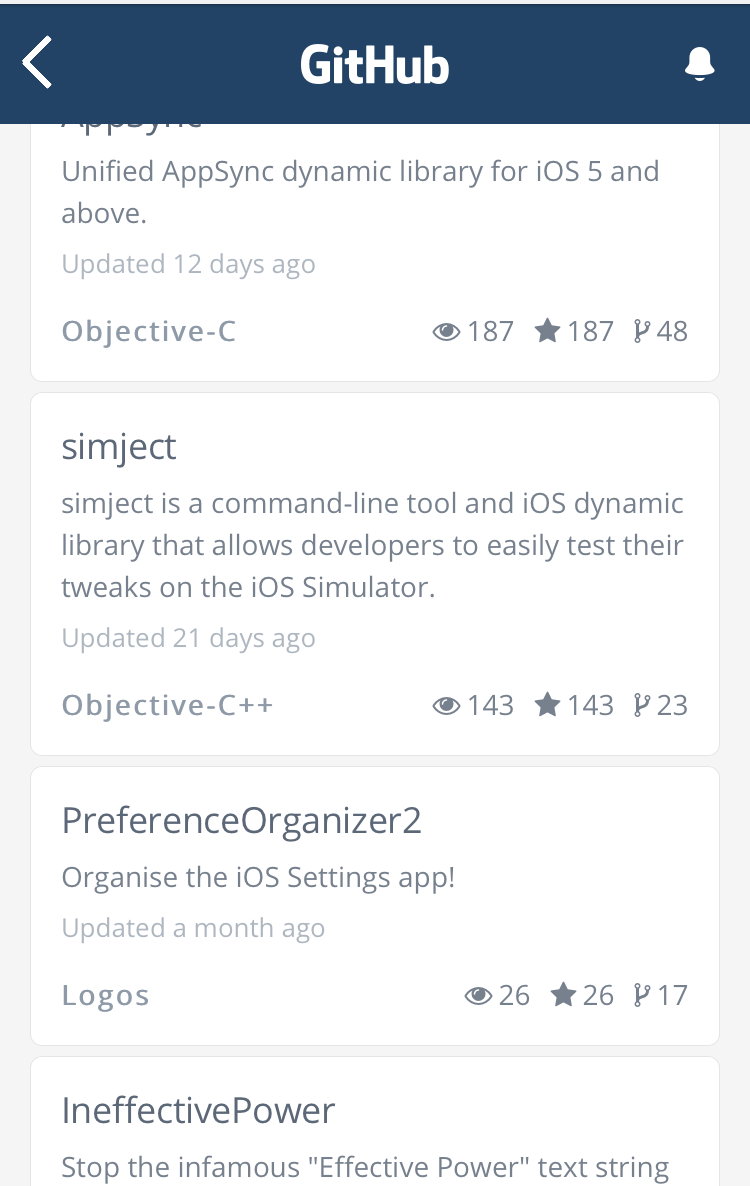 GitHub
AppSync
Unified AppSync dynamic library for iOS 5 and
above.
Updated 12 days ago
Objective-C 187 187 48
simject
simject is a command-line tool and iOS dynamic
library that allows developers to easily test their
tweaks on the iOS Simulator.
Updated 21 days ago
Objective-C++ 143 143 23
PreferenceOrganizer2
Organise the iOS Settings app!
Updated a month ago
Logos 26 26 17
IneffectivePower
Stop the infamous "Effective Power" text string